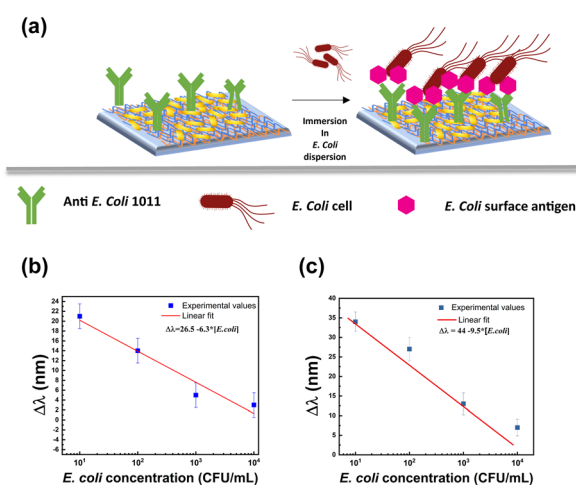 (a)
Immersion
In
E. Coli
dispersion
Anti E. Coli 1011
E. Coli cell
E. Coli surface antigen
(b)
24
22
20
18
16
14
12
10
8
6
4
2
0
-2
-4
-6
Δλ (nm)
Experimental values
Linear fit
Δλ=26.5 -6.3*[E.coli]
10¹ 10² 10³ 10⁴
E. coli concentration (CFU/mL)
(c)
40
35
30
25
20
15
10
5
0
Δλ (nm)
Experimental values
Linear fit
Δλ = 44 -9.5*[E.coli]
10¹ 10² 10³ 10⁴
E. coli concentration (CFU/mL)